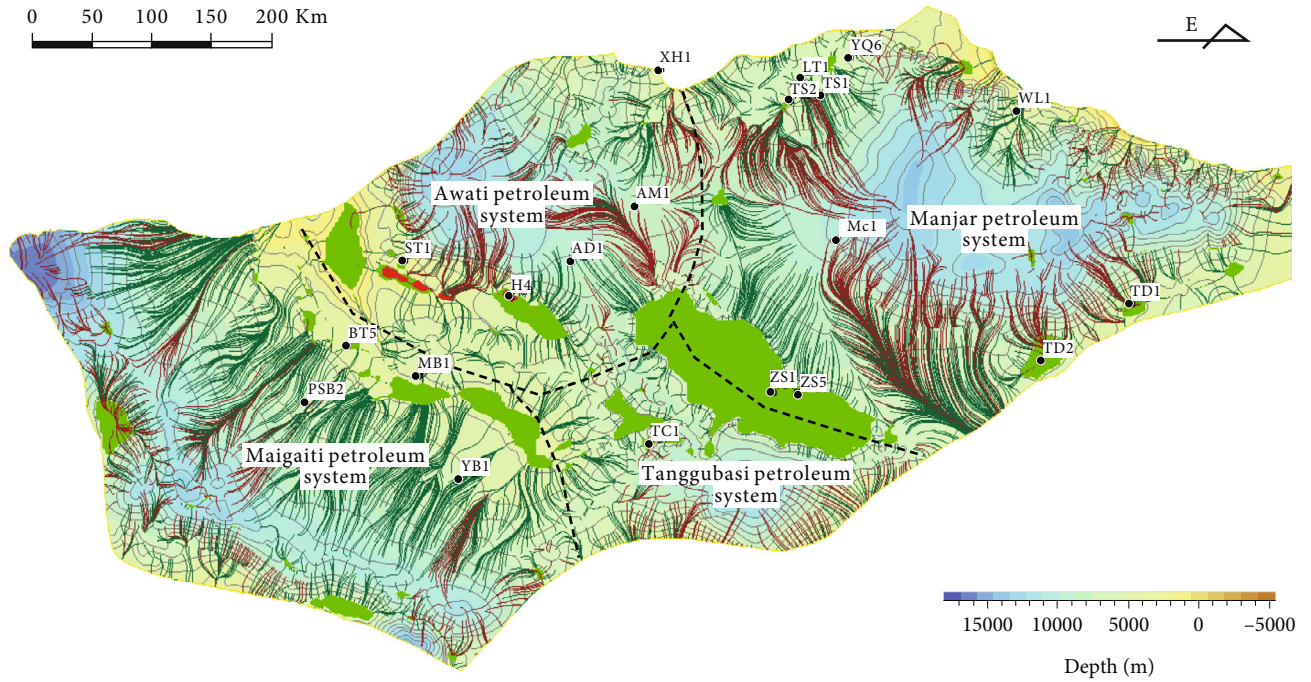 0 50 100 150 200 Km
E
XH1
YQ6
LT1
TS2
TS1
WL1
Awati petroleum
system
AM1
Manjar petroleum
system
Mc1
ST1
AD1
H4
TD1
BT5
TD2
MB1
PSB2
ZS1
ZS5
TC1
Maigaiti petroleum
system
YB1
Tanggubasi petroleum
system
15000 10000 5000 0 −5000
Depth (m)